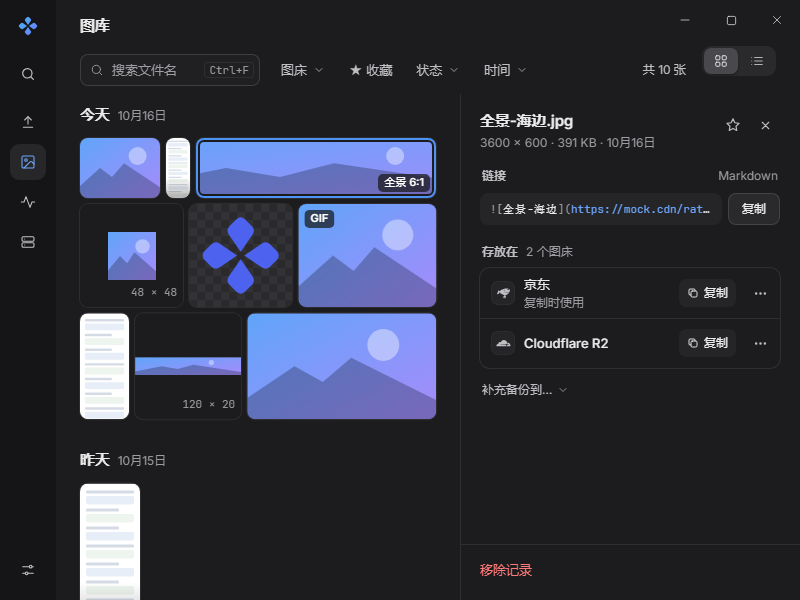 图库
搜索文件名 Ctrl+F 图床 ★ 收藏 状态 时间 共 10 张
今天 10月16日
全景 6:1
48 × 48
GIF
120 × 20
昨天 10月15日
全景-海边.jpg
3600 × 600 · 391 KB · 10月16日
链接 Markdown
![全景-海边](https://mock.cdn/rat… 复制
存放在 2 个图床
京东
复制时使用
复制
Cloudflare R2 复制
补充备份到…
移除记录